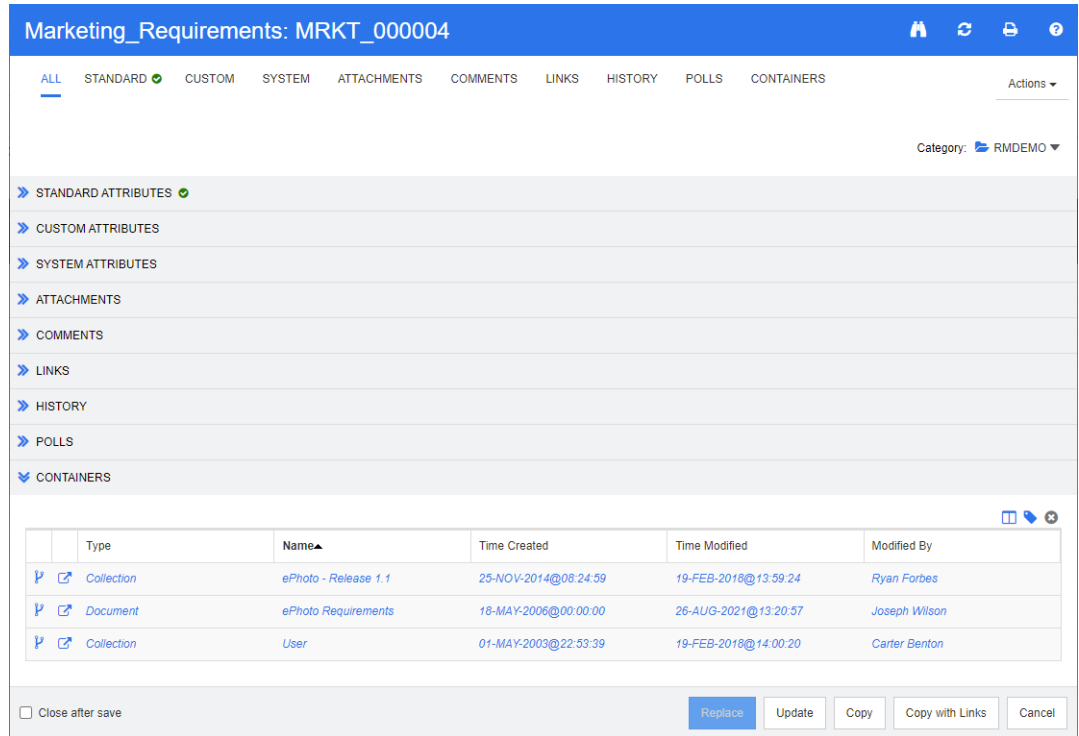 Marketing_Requirements: MRKT_000004
ALL STANDARD CUSTOM SYSTEM ATTACHMENTS COMMENTS LINKS HISTORY POLLS CONTAINERS Actions
Category: RMDEMO
STANDARD ATTRIBUTES
CUSTOM ATTRIBUTES
SYSTEM ATTRIBUTES
ATTACHMENTS
COMMENTS
LINKS
HISTORY
POLLS
CONTAINERS
Type Name Time Created Time Modified Modified By
Collection ePhoto - Release 1.1 25-NOV-2014@08:24:59 19-FEB-2018@13:59:24 Ryan Forbes
Document ePhoto Requirements 18-MAY-2006@00:00:00 26-AUG-2021@13:20:57 Joseph Wilson
Collection User 01-MAY-2003@22:53:39 19-FEB-2018@14:00:20 Carter Benton
Close after save Replace Update Copy Copy with Links Cancel